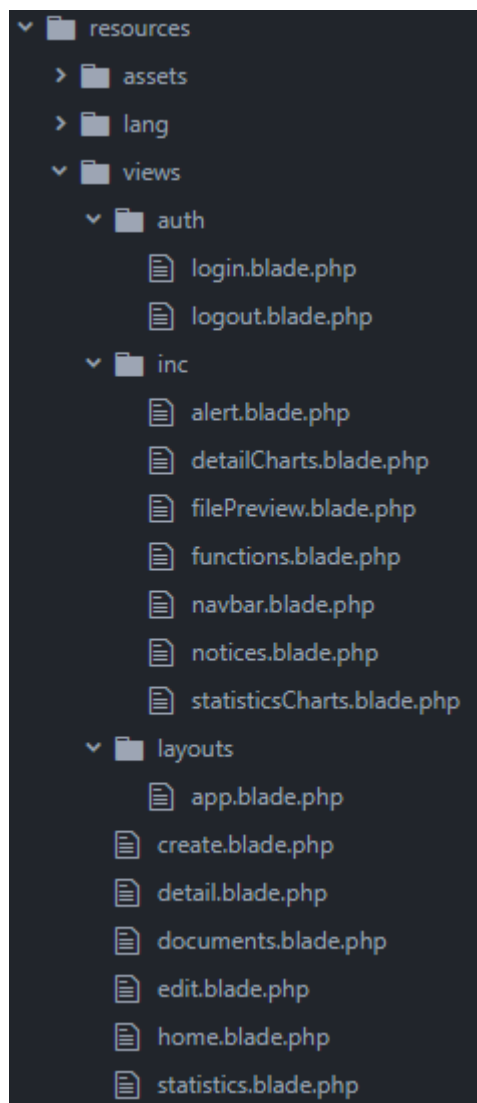 resources
assets
lang
views
auth
login.blade.php
logout.blade.php
inc
alert.blade.php
detailCharts.blade.php
filePreview.blade.php
functions.blade.php
navbar.blade.php
notices.blade.php
statisticsCharts.blade.php
layouts
app.blade.php
create.blade.php
detail.blade.php
documents.blade.php
edit.blade.php
home.blade.php
statistics.blade.php